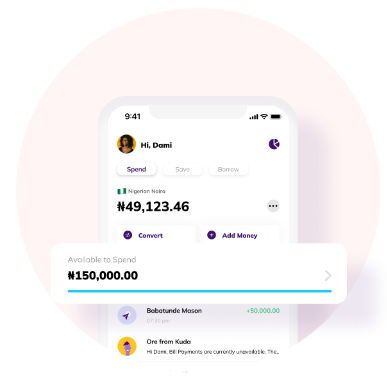 9:41
Hi, Dami
Spend Save Borrow
Nigerian Naira
₦49,123.46
Convert Add Money
Available to Spend
₦150,000.00
Babatunde Mason +50,000.00
07:30 pm
Ore from Kuda
Hi Dami. Bill Payments are currently unavailable. The..